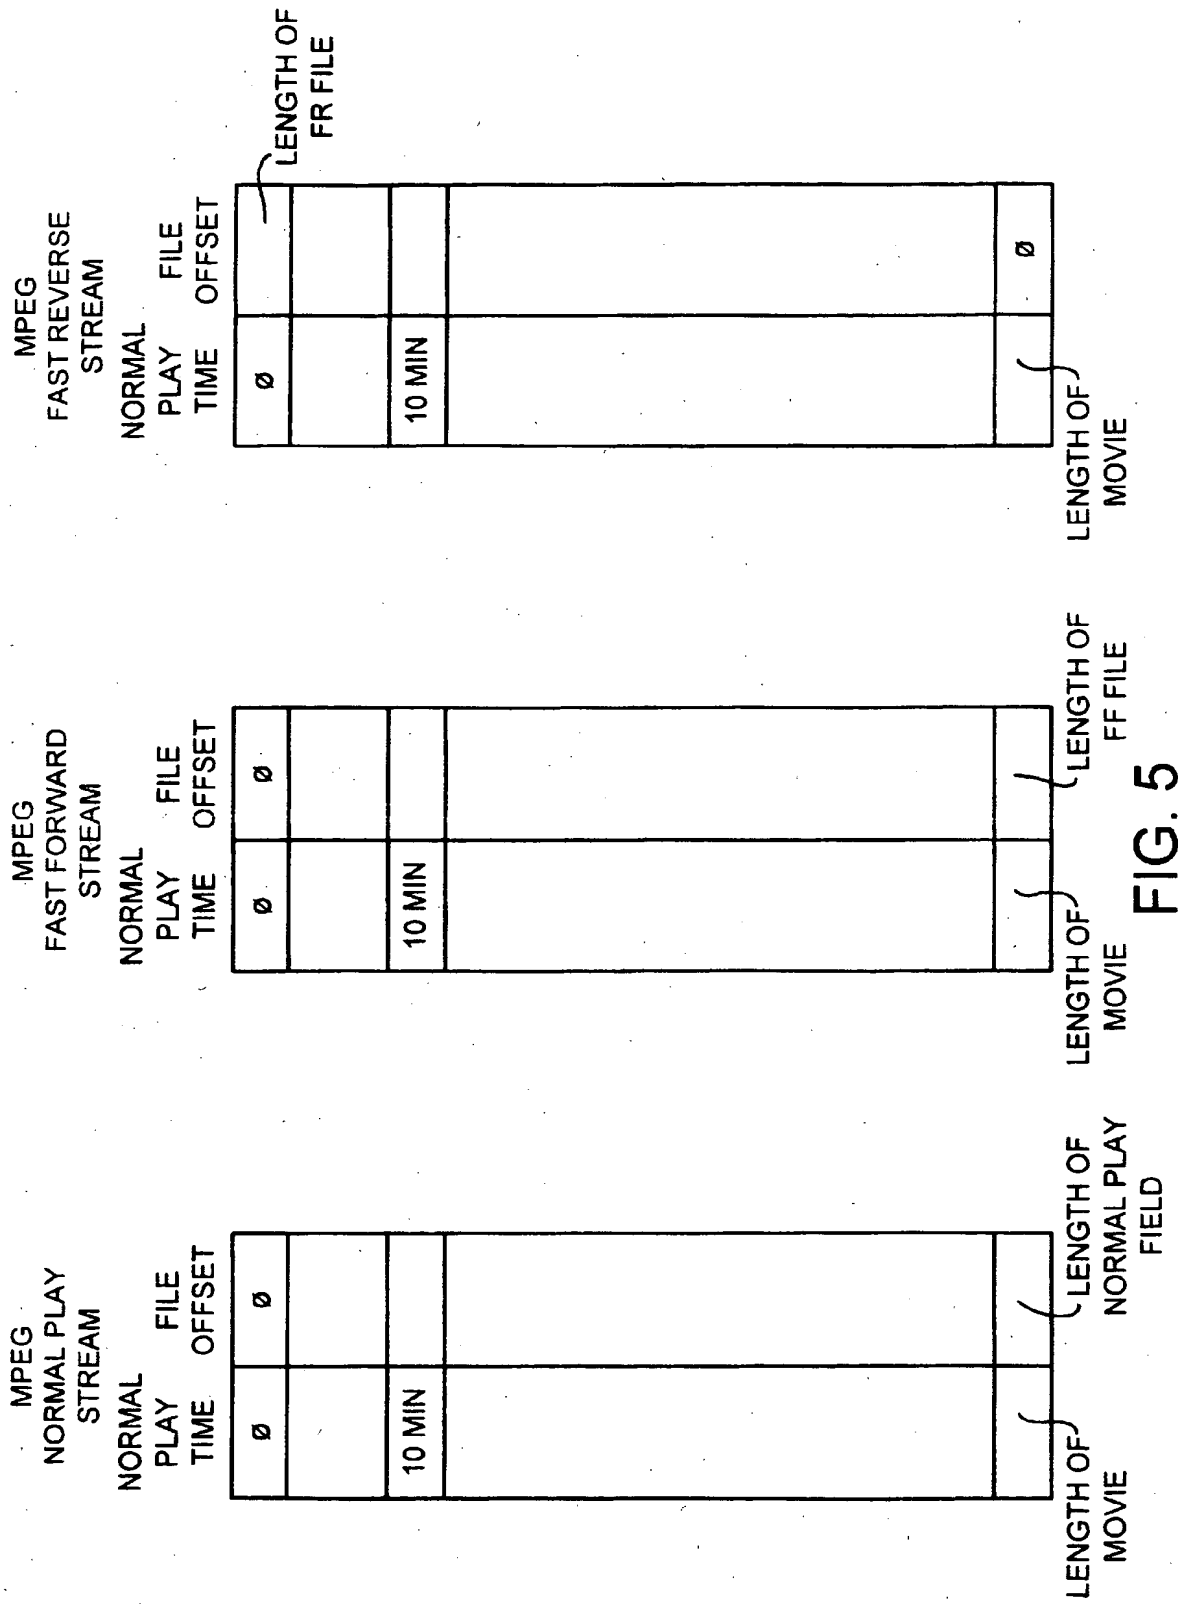 MPEG
NORMAL PLAY
STREAM
NORMAL
PLAY
TIME
FILE
OFFSET
Ø
Ø
10 MIN
LENGTH OF
MOVIE
LENGTH OF
NORMAL PLAY
FIELD
MPEG
FAST FORWARD
STREAM
NORMAL
PLAY
TIME
FILE
OFFSET
Ø
Ø
10 MIN
LENGTH OF
MOVIE
LENGTH OF
FF FILE
MPEG
FAST REVERSE
STREAM
NORMAL
PLAY
TIME
FILE
OFFSET
Ø
LENGTH OF
FR FILE
10 MIN
Ø
LENGTH OF
MOVIE
FIG. 5